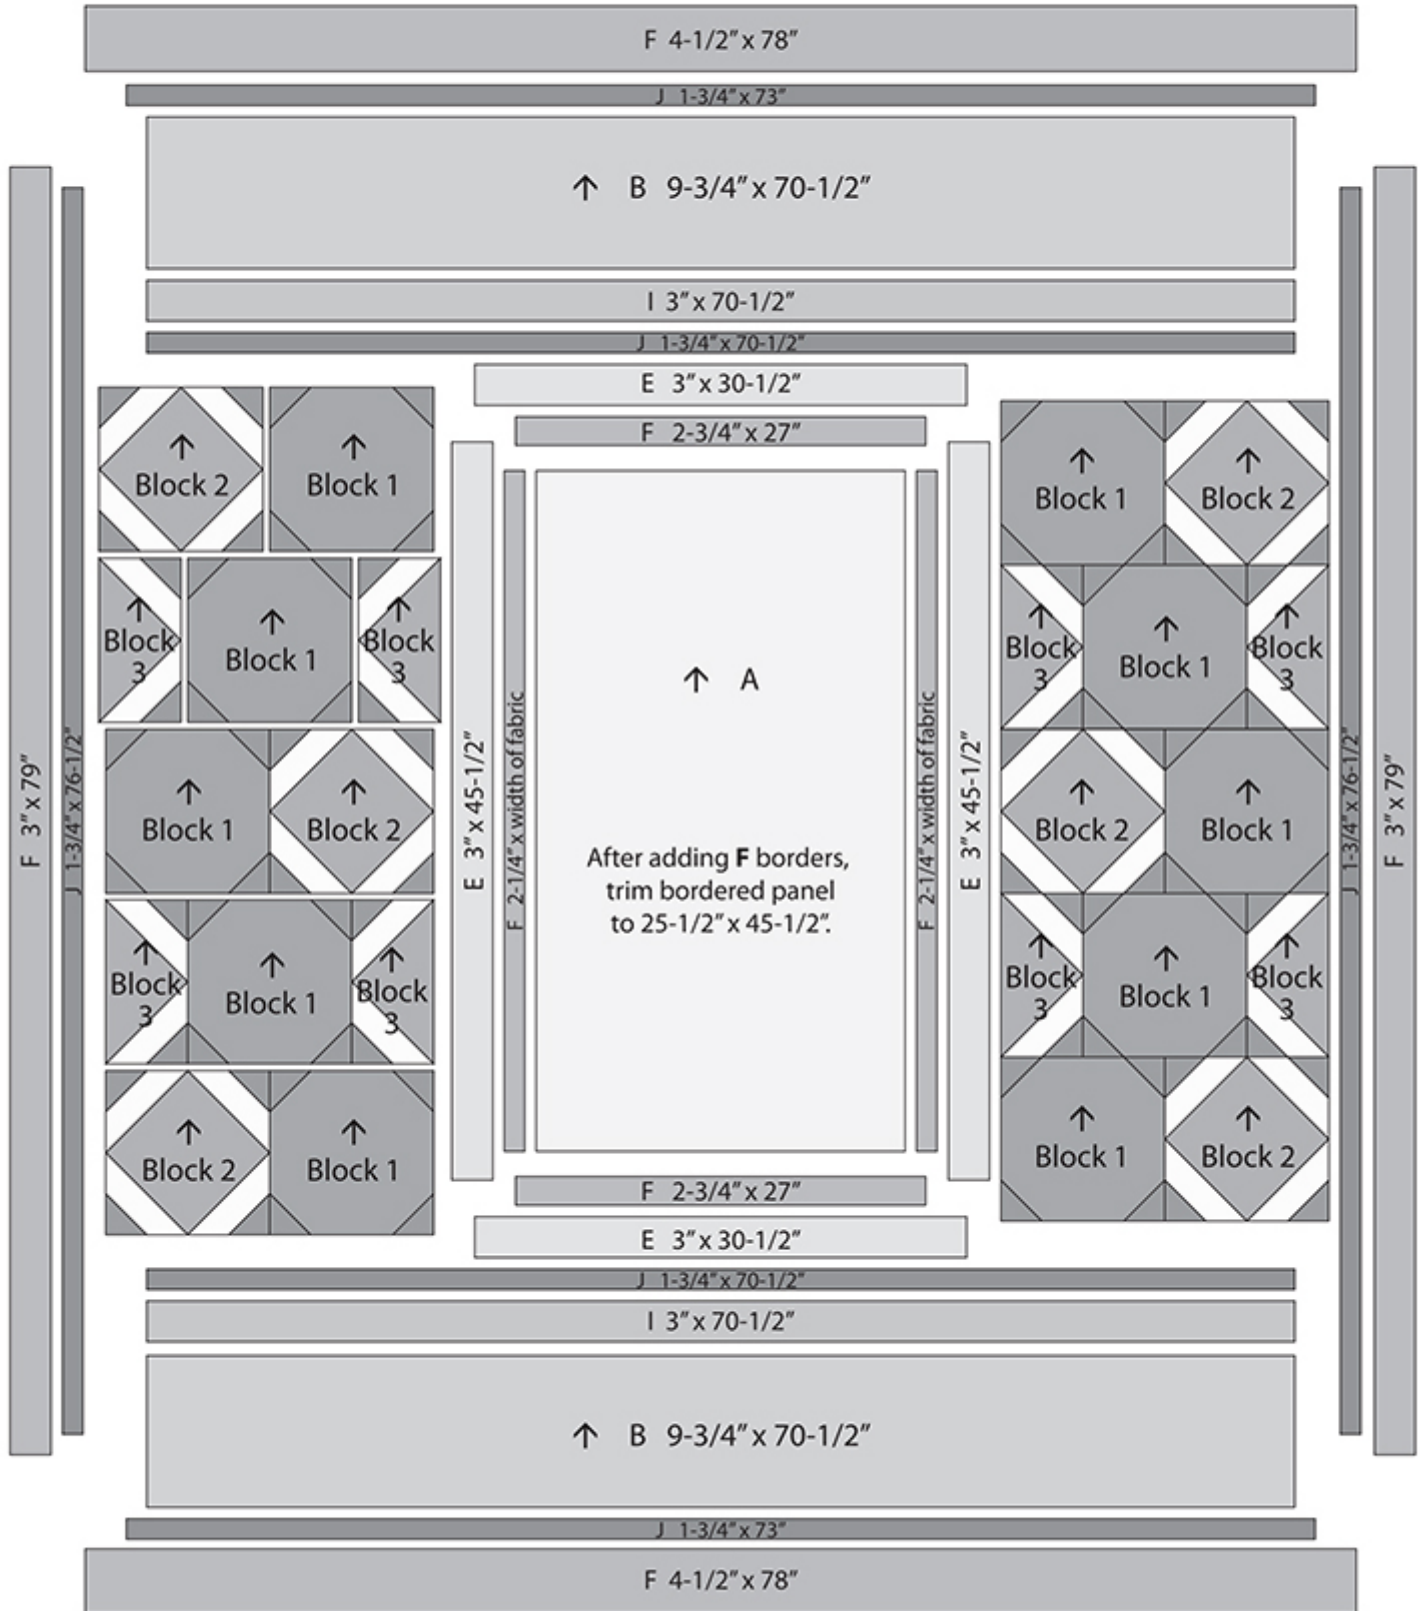 F 4-1/2” x 78”
J 1-3/4” x 73”
↑ B 9-3/4” x 70-1/2”
I 3” x 70-1/2”
J 1-3/4” x 70-1/2”
E 3” x 30-1/2”
F 2-3/4” x 27”
F 3” x 79”
J 1-3/4” x 76-1/2”
↑
Block 2
↑
Block 1
↑
Block
3
↑
Block 1
↑
Block
3
↑
Block 1
↑
Block 2
↑
Block
3
↑
Block 1
↑
Block
3
↑
Block 2
↑
Block 1
E 3” x 45-1/2”
F 2-1/4” x width of fabric
↑ A
After adding F borders,
trim bordered panel
to 25-1/2” x 45-1/2”.
F 2-1/4” x width of fabric
E 3” x 45-1/2”
↑
Block 1
↑
Block 2
↑
Block
3
↑
Block 1
↑
Block
3
↑
Block 2
↑
Block 1
↑
Block
3
↑
Block 1
↑
Block
3
↑
Block 1
↑
Block 2
J 1-3/4” x 76-1/2”
F 3” x 79”
F 2-3/4” x 27”
E 3” x 30-1/2”
J 1-3/4” x 70-1/2”
I 3” x 70-1/2”
↑ B 9-3/4” x 70-1/2”
J 1-3/4” x 73”
F 4-1/2” x 78”